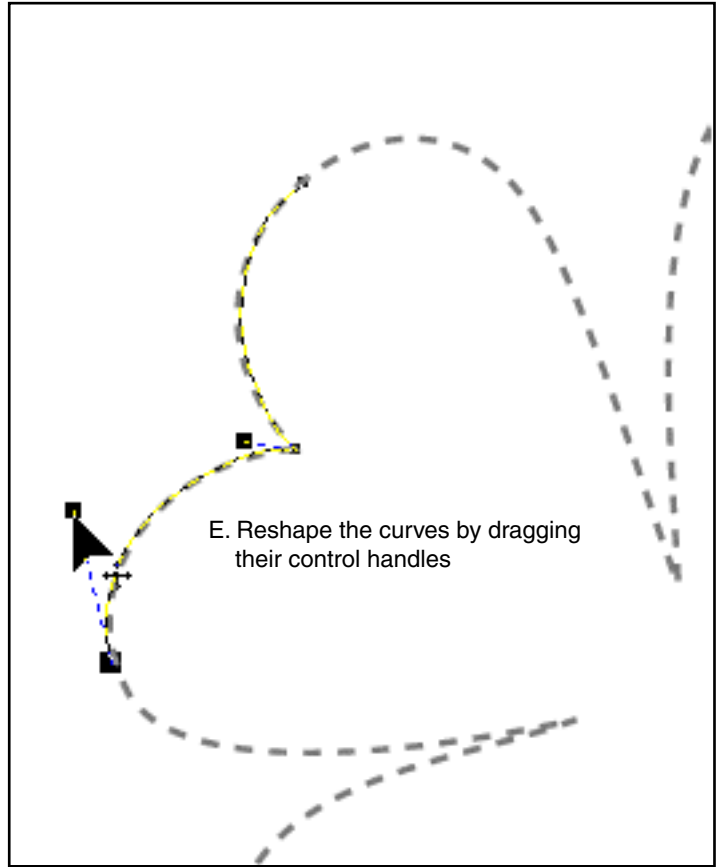 E. Reshape the curves by dragging
their control handles